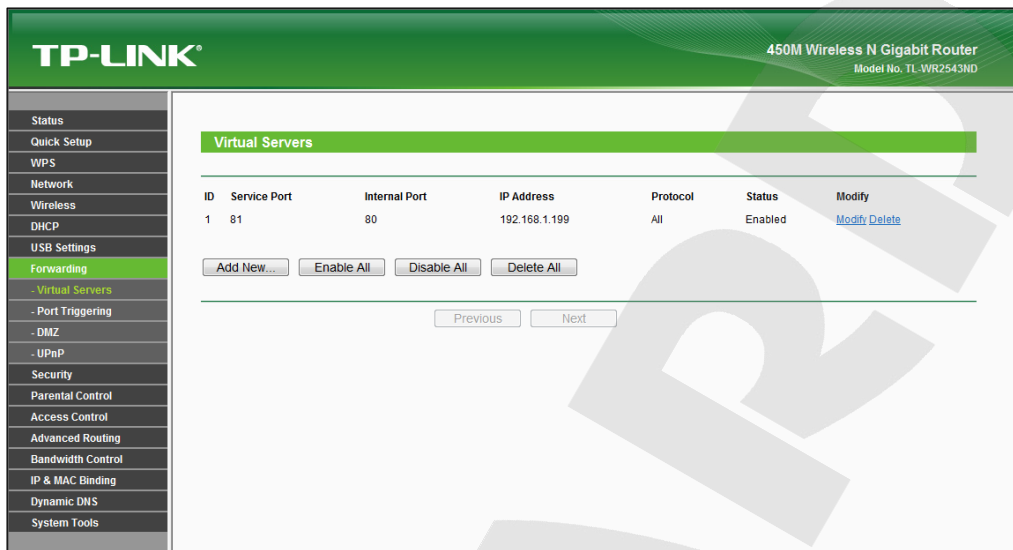 TP-LINK®
450M Wireless N Gigabit Router
Model No. TL-WR2543ND
Status
Quick Setup
WPS
Network
Wireless
DHCP
USB Settings
Forwarding
- Virtual Servers
- Port Triggering
- DMZ
- UPnP
Security
Parental Control
Access Control
Advanced Routing
Bandwidth Control
IP & MAC Binding
Dynamic DNS
System Tools
Virtual Servers
ID Service Port Internal Port IP Address Protocol Status Modify
1 81 80 192.168.1.199 All Enabled Modify Delete
Add New... Enable All Disable All Delete All
Previous Next